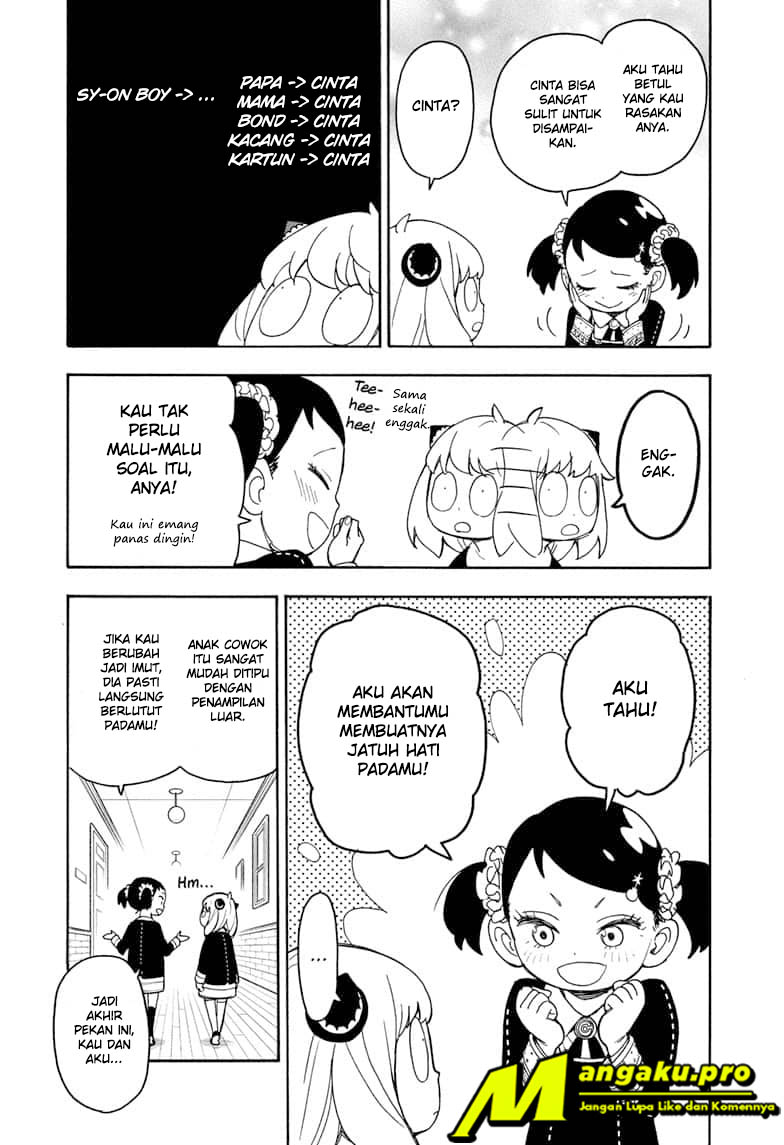 AKU TAHU
BETUL
YANG KAU
RASAKAN
ANYA.
CINTA BISA
SANGAT
SULIT UNTUK
DISAMPAI-
KAN.
CINTA?
PAPA -> CINTA
MAMA -> CINTA
BOND -> CINTA
KACANG -> CINTA
KARTUN -> CINTA
SY-ON BOY -> ...
ENG-
GAK.
Sama
sekali
enggak.
Tee-
hee-
hee!
KAU TAK
PERLU
MALU-MALU
SOAL ITU,
ANYA!
Kau ini emang
panas dingin!
AKU
TAHU!
AKU AKAN
MEMBANTUMU
MEMBUATNYA
JATUH HATI
PADAMU!
...
ANAK COWOK
ITU SANGAT
MUDAH DITIPU
DENGAN
PENAMPILAN
LUAR.
JIKA KAU
BERUBAH
JADI IMUT,
DIA PASTI
LANGSUNG
BERLUTUT
PADAMU!
Hm...
JADI
AKHIR
PEKAN INI,
KAU DAN
AKU...
Mangaku.pro
Jangan Lupa Like dan Komennya